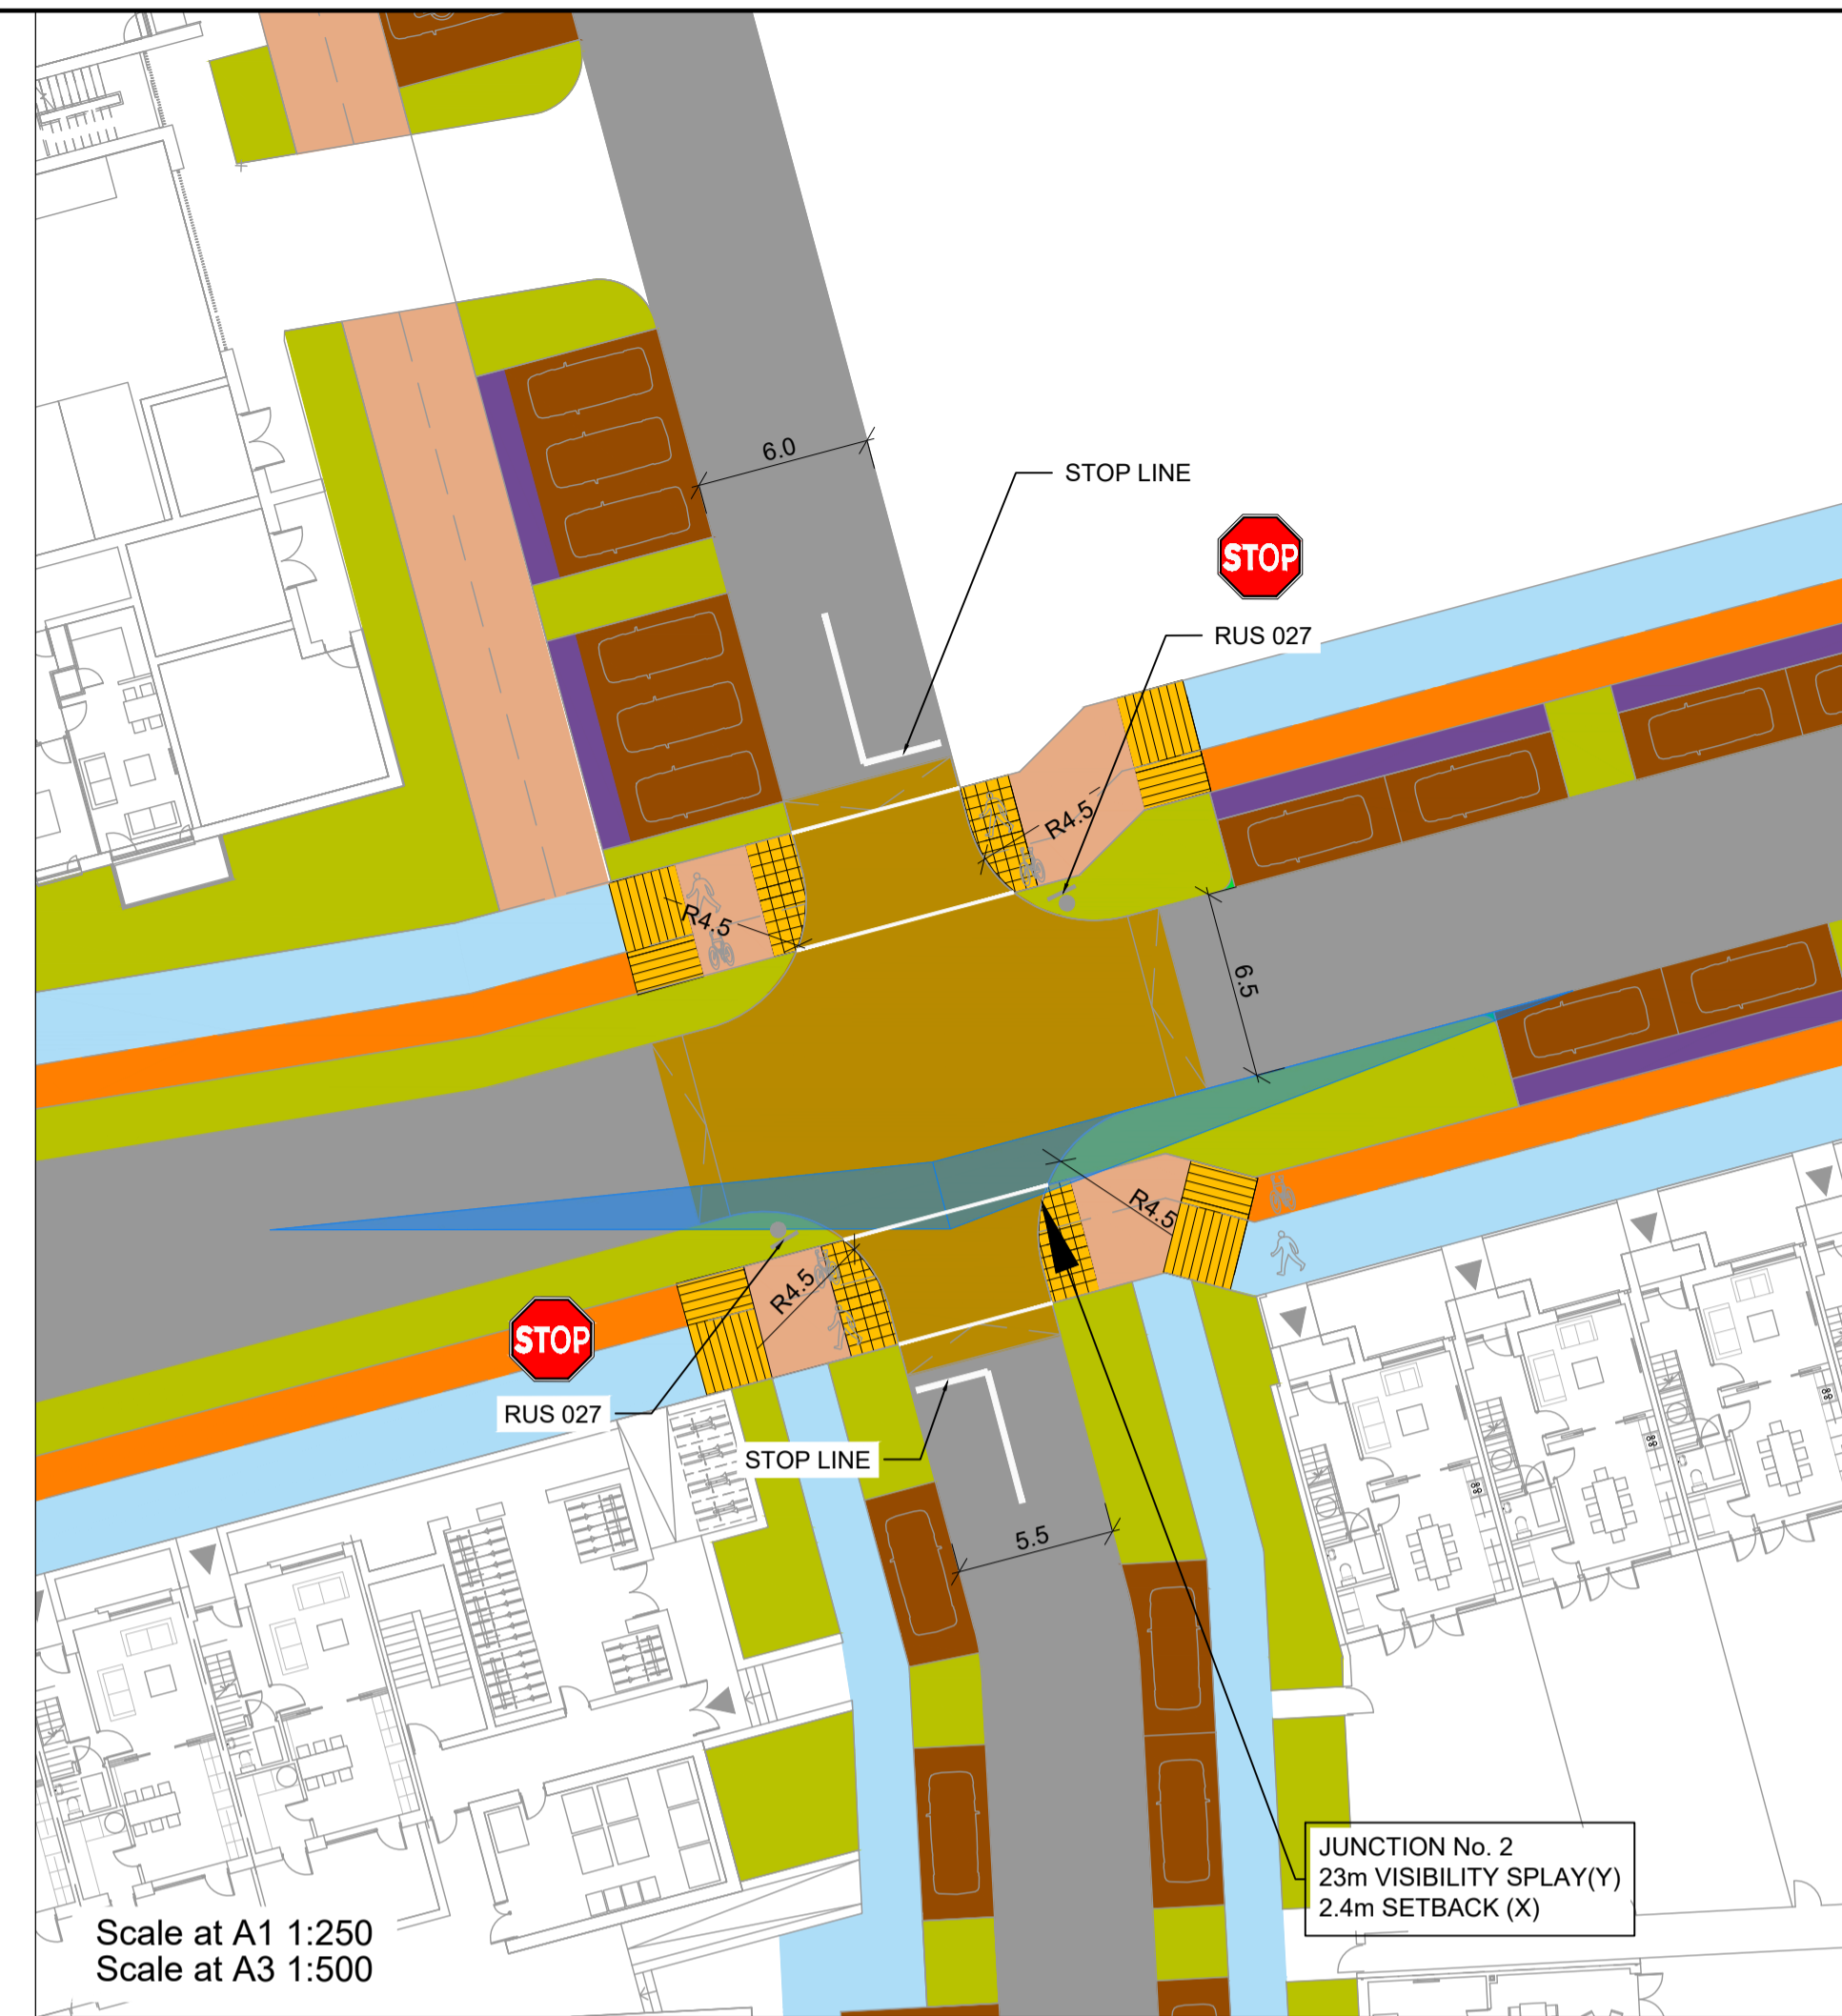 6.0
STOP LINE
STOP
RUS 027
R4.5
R4.5
6.5
R4.5
R4.5
STOP
RUS 027
STOP LINE
5.5
JUNCTION No. 2
23m VISIBILITY SPLAY(Y)
2.4m SETBACK (X)
Scale at A1 1:250
Scale at A3 1:500